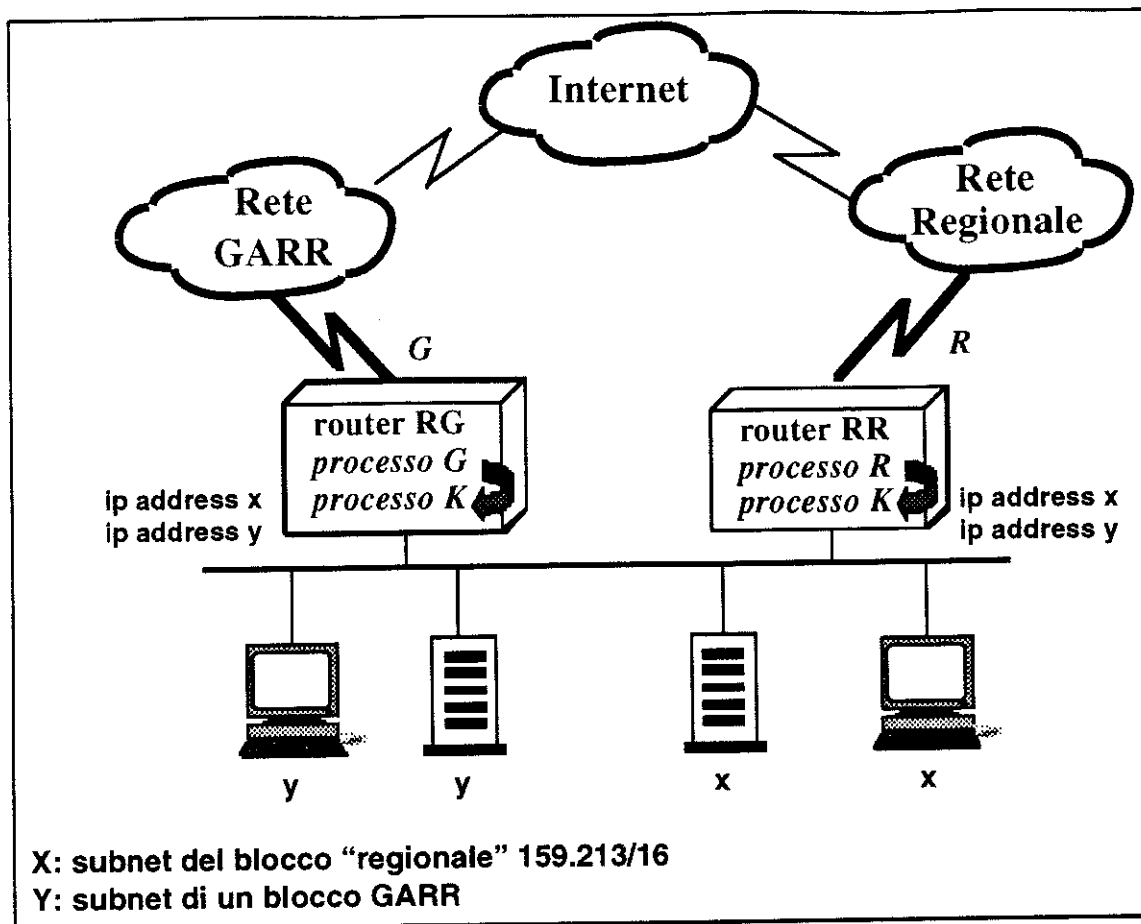 Internet
Rete
GARR
Rete
Regionale
G
R
router RG
processo G
processo K
ip address x
ip address y
router RR
processo R
processo K
ip address x
ip address y
y
y
x
x
X: subnet del blocco “regionale” 159.213/16
Y: subnet di un blocco GARR